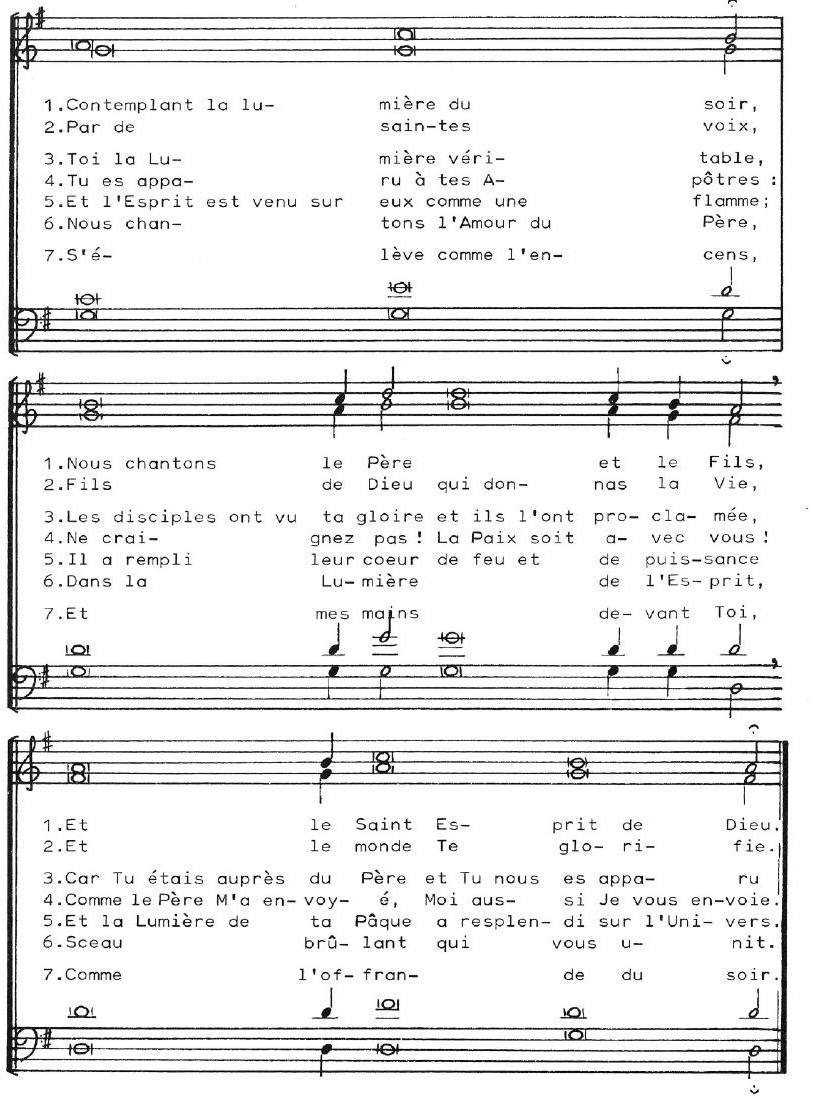 1.Contemplant la lu- mière du soir,
2.Par de sain-tes voix,
3.Toi la Lu- mière véri- table,
4.Tu es appa- ru à tes A- pôtres :
5.Et l'Esprit est venu sur eux comme une flamme;
6.Nous chan- tons l'Amour du Père,
7.S'é- lève comme l'en- cens,
1.Nous chantons le Père et le Fils,
2.Fils de Dieu qui don- nas la Vie,
3.Les disciples ont vu ta gloire et ils l'ont pro- cla- mée,
4.Ne crai- gnez pas ! La Paix soit a- vec vous !
5.Il a rempli leur coeur de feu et de puis-sance
6.Dans la Lu- mière de l'Es- prit,
7.Et mes mains de- vant Toi,
1.Et le Saint Es- prit de Dieu.
2.Et le monde Te glo- ri- fie.
3.Car Tu étais auprès du Père et Tu nous es appa- ru
4.Comme le Père M'a en- voy- é, Moi aus- si Je vous en-voie.
5.Et la Lumière de ta Pâque a resplen- di sur l'Uni- vers.
6.Sceau brû- lant qui vous u- nit.
7.Comme l'of- fran- de du soir.